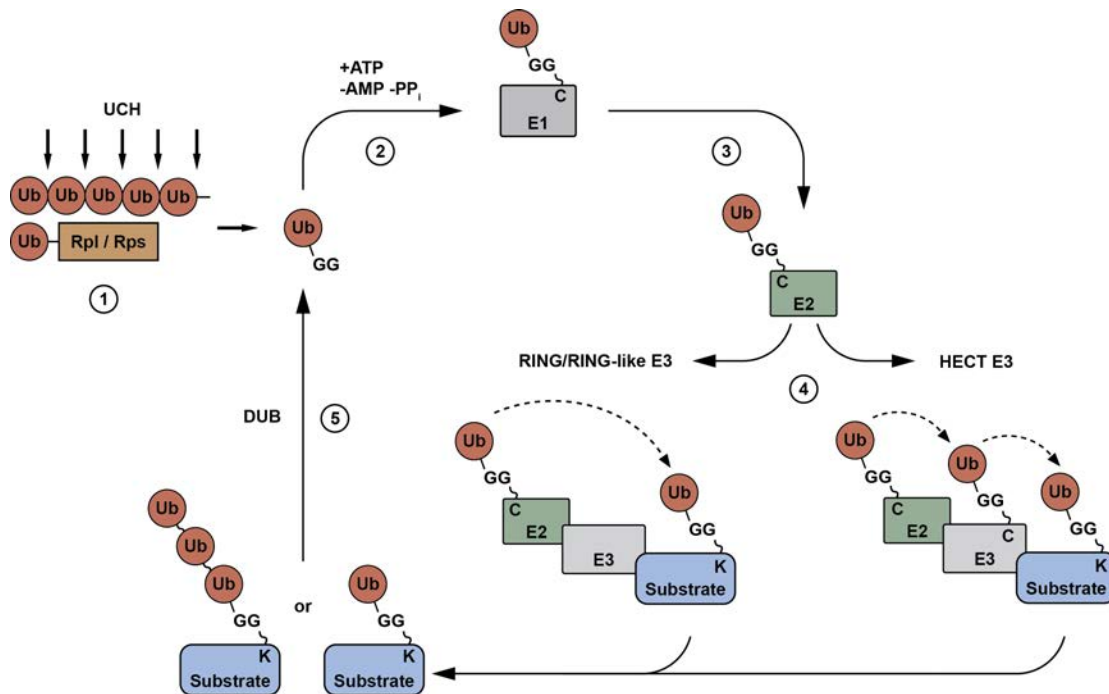 Ub
GG
+ATP
-AMP -PPi
C
E1
UCH
2
3
Ub Ub Ub Ub Ub
Ub
Rpl / Rps
Ub
GG
1
Ub
GG
C
E2
RING/RING-like E3
HECT E3
4
DUB
5
Ub
GG
C
E2
E3
Ub
GG
K
Substrate
Ub
GG
C
E2
Ub
GG
C
E3
Ub
GG
K
Substrate
Ub
Ub
Ub
GG
K
Substrate
or
Ub
GG
K
Substrate